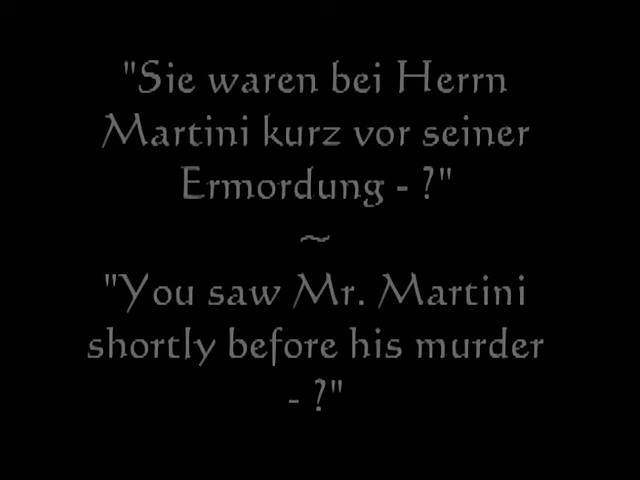 "Sie waren bei Herrn
Martini kurz vor seiner
Ermordung - ?"
~
"You saw Mr. Martini
shortly before his murder
- ?"